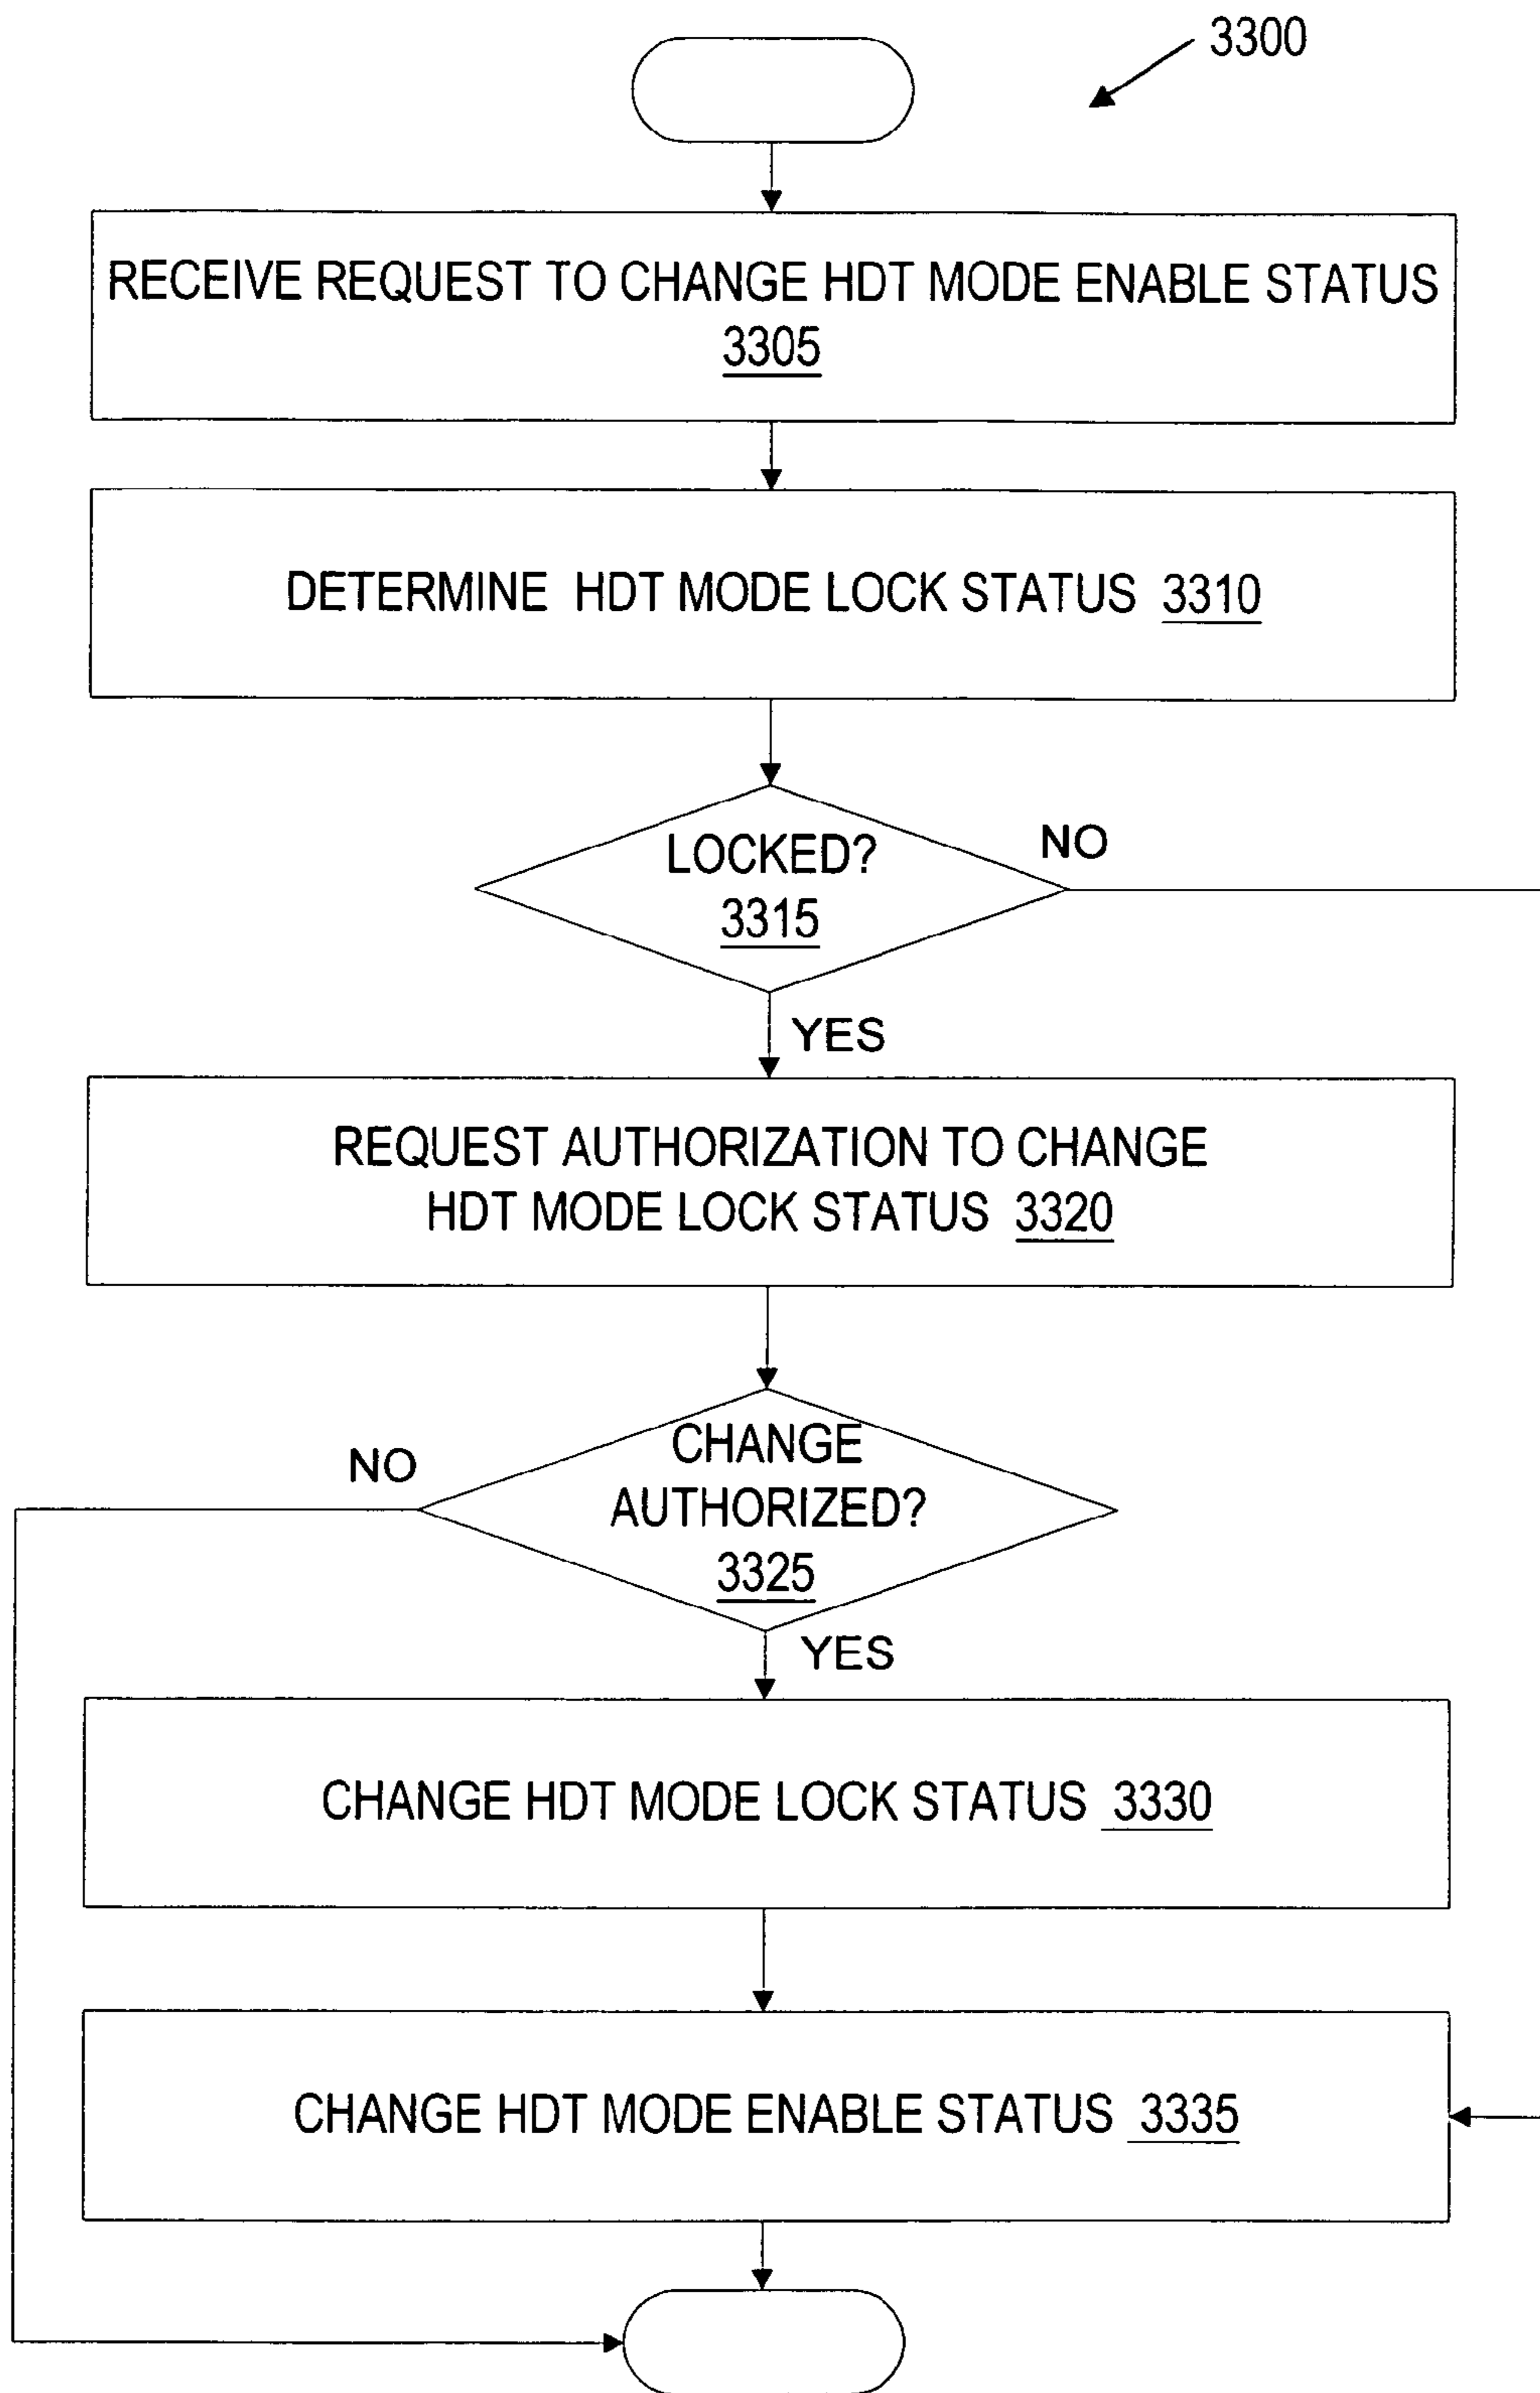 3300
RECEIVE REQUEST TO CHANGE HDT MODE ENABLE STATUS
3305
DETERMINE HDT MODE LOCK STATUS 3310
LOCKED?
3315
NO
YES
REQUEST AUTHORIZATION TO CHANGE
HDT MODE LOCK STATUS 3320
NO
CHANGE
AUTHORIZED?
3325
YES
CHANGE HDT MODE LOCK STATUS 3330
CHANGE HDT MODE ENABLE STATUS 3335